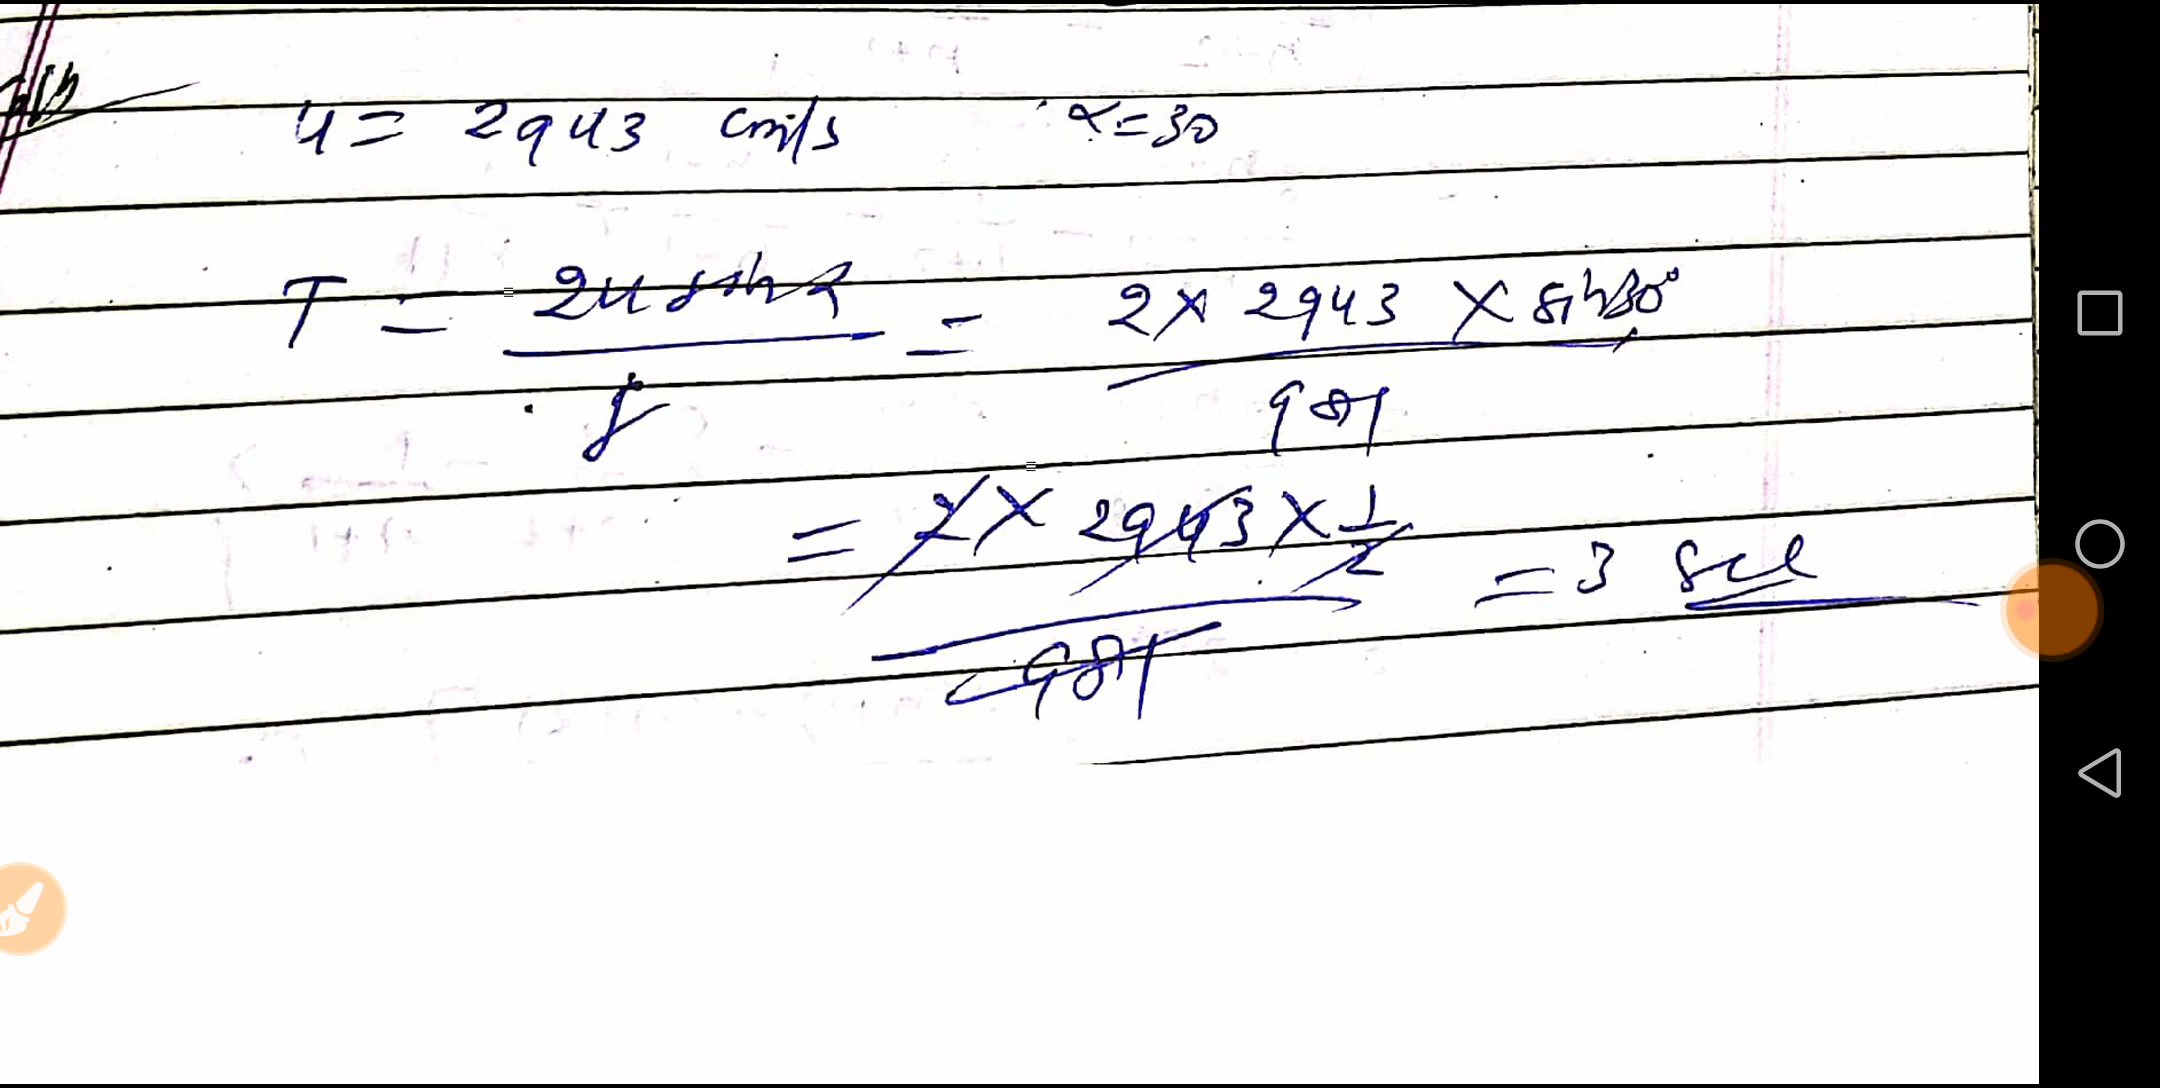 u = 2943 cm/s α = 30
T = 2u sin α / g = 2 × 2943 × sin 30° / 981
= 2 × 2943 × 1/2 / 981 = 3 sec